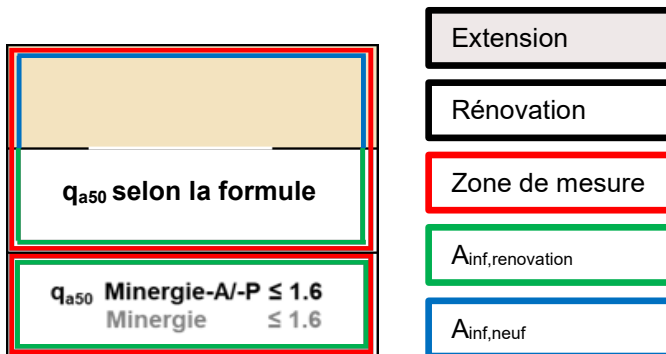 Extension
Rénovation
Zone de mesure
Ainf,renovation
Ainf,neuf
qa50 selon la formule
qa50 Minergie-A/-P ≤ 1.6
Minergie ≤ 1.6